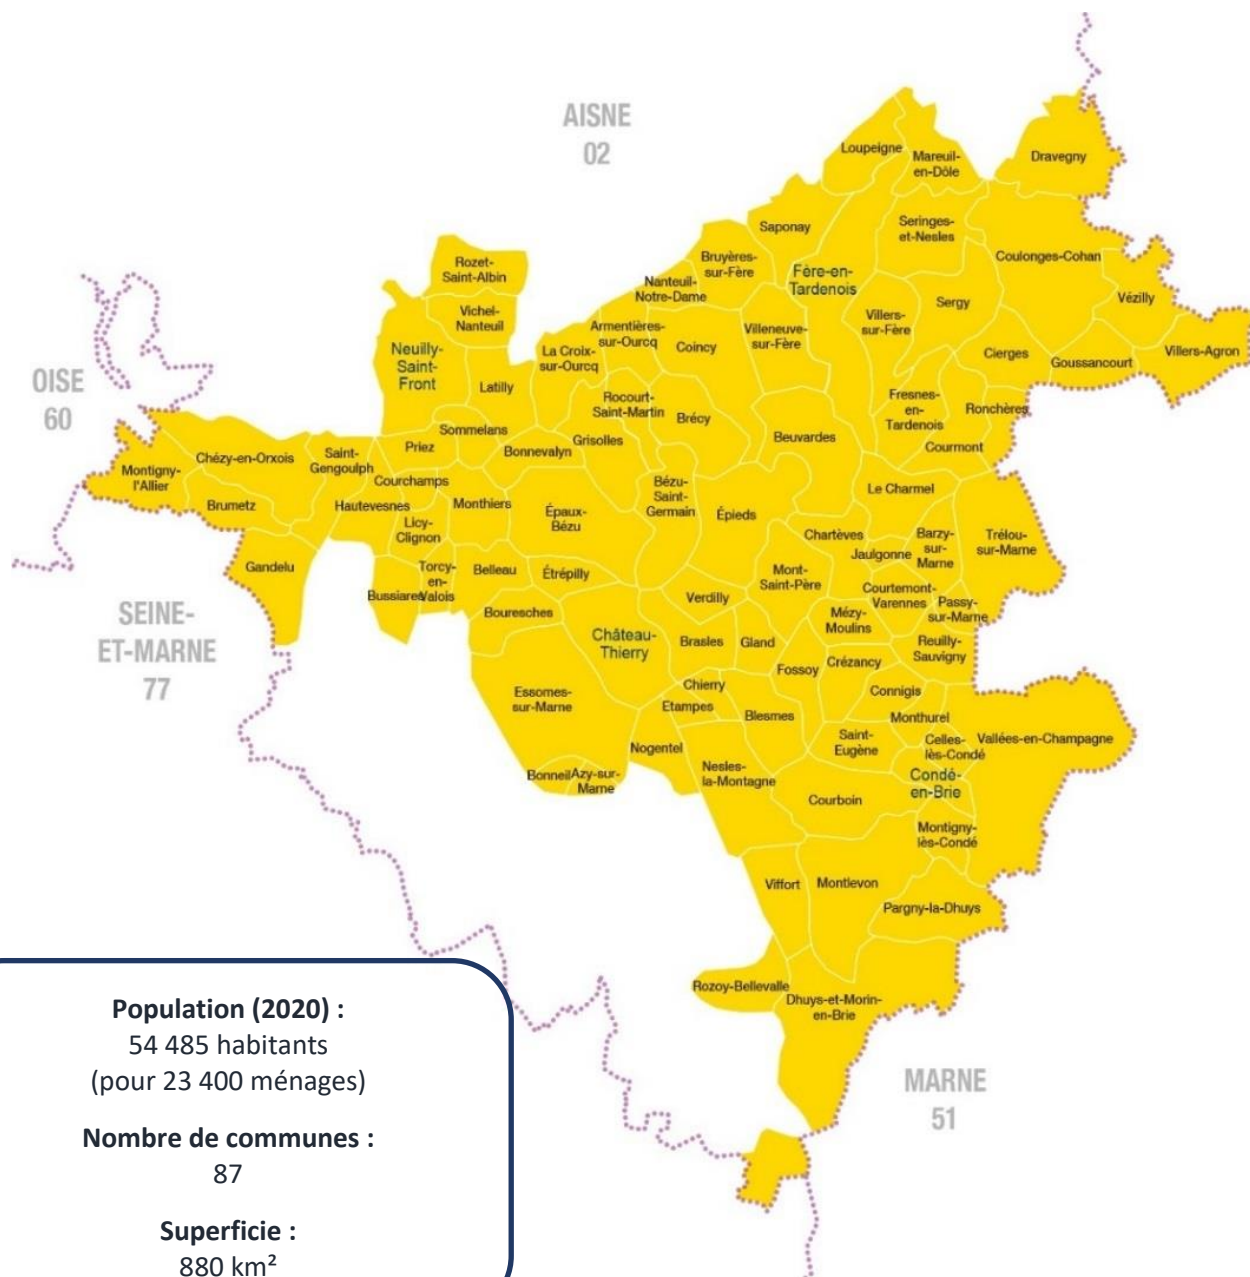 AISNE
02
Loupeigne
Mareuil-
en-Dôle
Dravegny
Saponay
Seringes-
et-Nesles
Coulonges-Cohan
Rozet-
Saint-Albin
Bruyères-
sur-Fère
Fère-en-
Tardenois
Nanteuil-
Notre-Dame
Vézilly
Vichel-
Nanteuil
Sergy
Villers-
sur-Fère
Armentières-
sur-Ourcq
Coincy
Villeneuve-
sur-Fère
Neuilly-
Saint-
Front
La Croix-
sur-Ourcq
Cierges
Goussancourt
Villers-Agron
OISE
60
Latilly
Rocourt-
Saint-Martin
Brécy
Fresnes-
en-
Tardenois
Ronchères
Sommelans
Priez
Bonnevalyn
Grisolles
Beuvardes
Courmont
Montigny-
l'Allier
Chézy-en-Orxois
Saint-
Gengoulph
Courchamps
Bézu-
Saint-
Germain
Le Charmel
Brumetz
Hautevesnes
Monthiers
Épaux-
Bézu
Épieds
Licy-
Clignon
Chartèves
Barzy-
sur-
Marne
Trélou-
sur-Marne
Jaulgonne
Gandelu
Torcy-
en-
Valois
Belleau
Étrépilly
Mont-
Saint-Père
Bussiares
Verdilly
Courtemont-
Varennes
Passy-
sur-Marne
SEINE-
ET-MARNE
77
Bouresches
Mézy-
Moulins
Château-
Thierry
Brasles
Gland
Reuilly-
Sauvigny
Fossoy
Crézancy
Essomes-
sur-Marne
Chierry
Connigis
Etampes
Blesmes
Monthurel
Nogentel
Saint-
Eugène
Celles-
lès-Condé
Vallées-en-Champagne
Bonneil
Azy-sur-
Marne
Nesles-
la-Montagne
Condé-
en-Brie
Courboin
Montigny-
lès-Condé
Viffort
Montlevon
Pargny-la-Dhuys
Rozoy-Bellevalle
Dhuys-et-Morin-
en-Brie
MARNE
51
Population (2020) :
54 485 habitants
(pour 23 400 ménages)
Nombre de communes :
87
Superficie :
880 km²